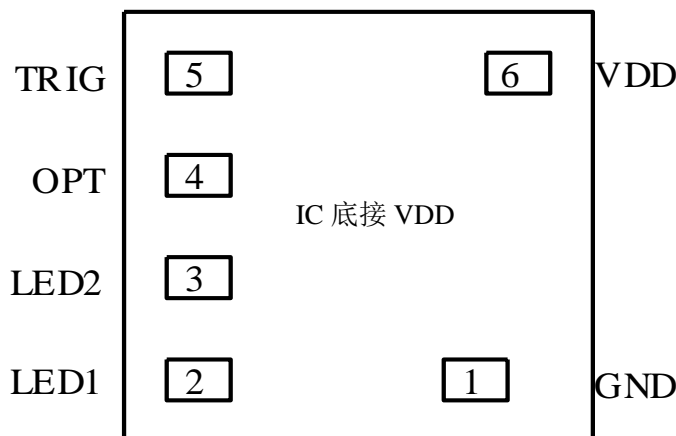 TRIG 5 6 VDD
OPT 4
IC 底接 VDD
LED2 3
LED1 2 1 GND